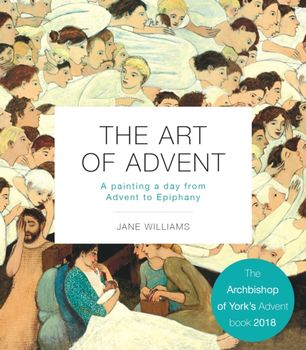 THE ART
OF ADVENT
A painting a day from
Advent to Epiphany
JANE WILLIAMS
The
Archbishop
of York's Advent
book 2018